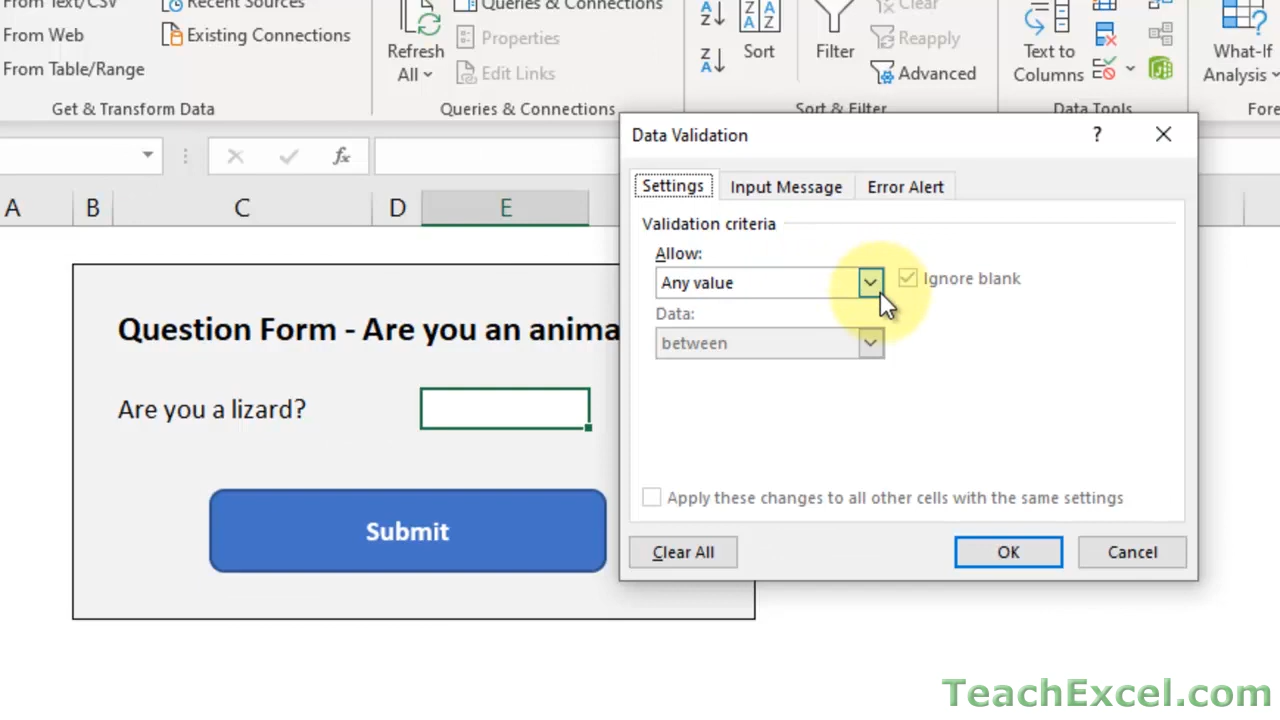 From Text/CSV
Recent Sources
Queries & Connections
Clear
From Web
Existing Connections
Refresh
All
Properties
Sort
Filter
Reapply
Text to
Columns
What-If
Analysis
From Table/Range
Edit Links
Advanced
Get & Transform Data
Queries & Connections
Sort & Filter
Data Tools
Fore
Data Validation
?
fx
Settings
Input Message
Error Alert
A
B
C
D
E
Validation criteria
Allow:
Any value
Ignore blank
Data:
between
Question Form - Are you an anima
Are you a lizard?
Apply these changes to all other cells with the same settings
Submit
Clear All
OK
Cancel
TeachExcel.com